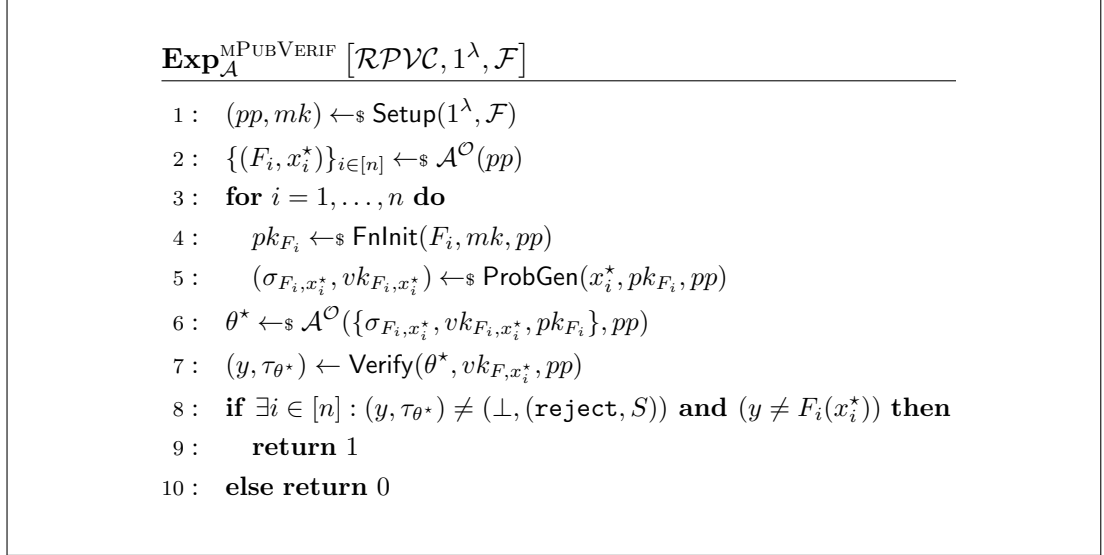 Exp_𝒜^{mPubVerif} [ℛ𝒫𝒱𝒞, 1^λ, ℱ]
1 : (pp, mk) ←$ Setup(1^λ, ℱ)
2 : {(F_i, x_i^⋆)}_{i∈[n]} ←$ 𝒜^𝒪(pp)
3 : for i = 1, . . . , n do
4 : pk_{F_i} ←$ FnInit(F_i, mk, pp)
5 : (σ_{F_i,x_i^⋆}, vk_{F_i,x_i^⋆}) ←$ ProbGen(x_i^⋆, pk_{F_i}, pp)
6 : θ^⋆ ←$ 𝒜^𝒪({σ_{F_i,x_i^⋆}, vk_{F_i,x_i^⋆}, pk_{F_i}}, pp)
7 : (y, τ_{θ^⋆}) ← Verify(θ^⋆, vk_{F,x_i^⋆}, pp)
8 : if ∃i ∈ [n] : (y, τ_{θ^⋆}) ≠ (⊥, (reject, S)) and (y ≠ F_i(x_i^⋆)) then
9 : return 1
10 : else return 0